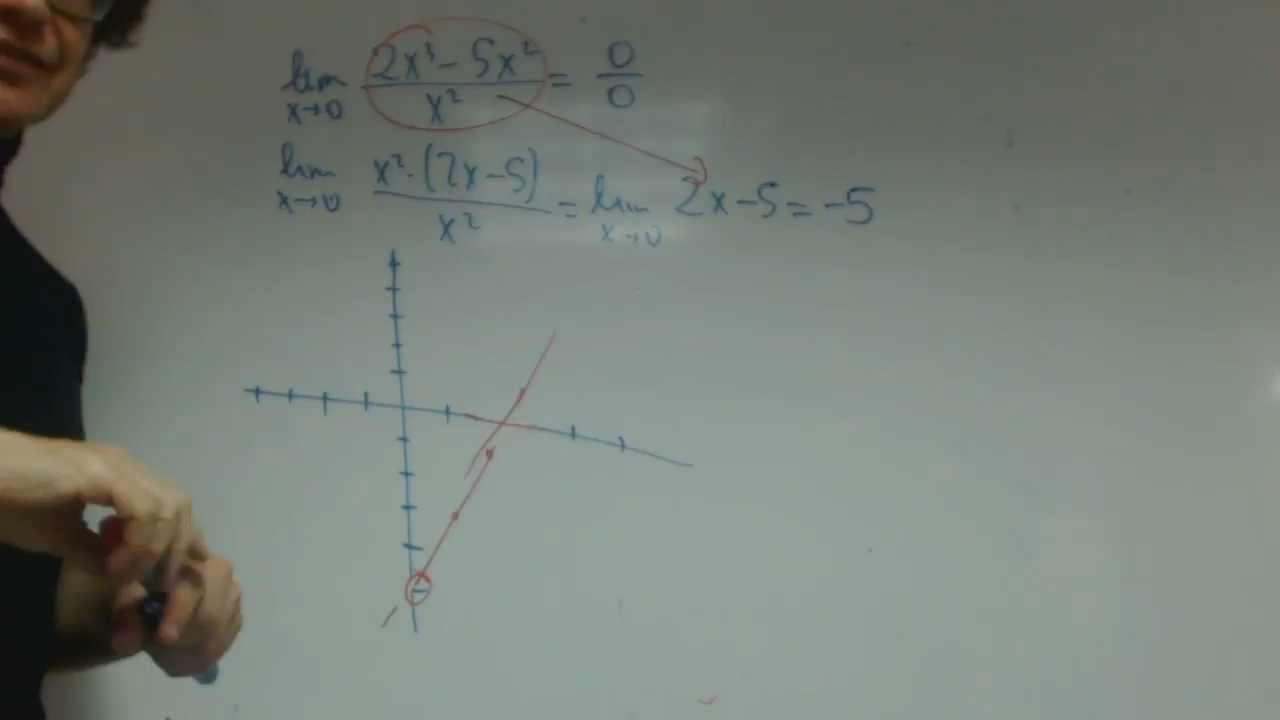 lim x→0 (2x³ - 5x²)/x² = 0/0
lim x→0 x²·(2x-5)/x² = lim x→0 2x-5 = -5